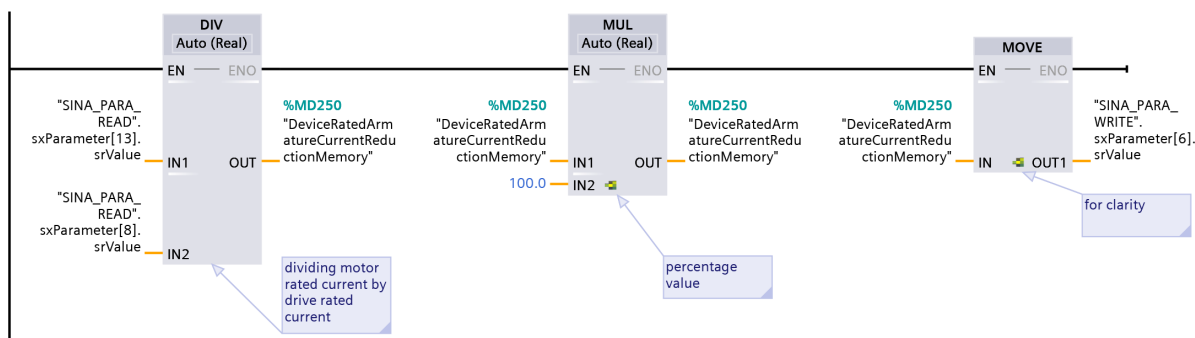 DIV
Auto (Real)
EN
ENO
"SINA_PARA_
READ".
sxParameter[13].
srValue
IN1
"SINA_PARA_
READ".
sxParameter[8].
srValue
IN2
%MD250
"DeviceRatedArm
atureCurrentRedu
ctionMemory"
OUT
dividing motor
rated current by
drive rated
current
MUL
Auto (Real)
EN
ENO
%MD250
"DeviceRatedArm
atureCurrentRedu
ctionMemory"
IN1
100.0
IN2
%MD250
"DeviceRatedArm
atureCurrentRedu
ctionMemory"
OUT
percentage
value
MOVE
EN
ENO
%MD250
"DeviceRatedArm
atureCurrentRedu
ctionMemory"
IN
OUT1
"SINA_PARA_
WRITE".
sxParameter[6].
srValue
for clarity